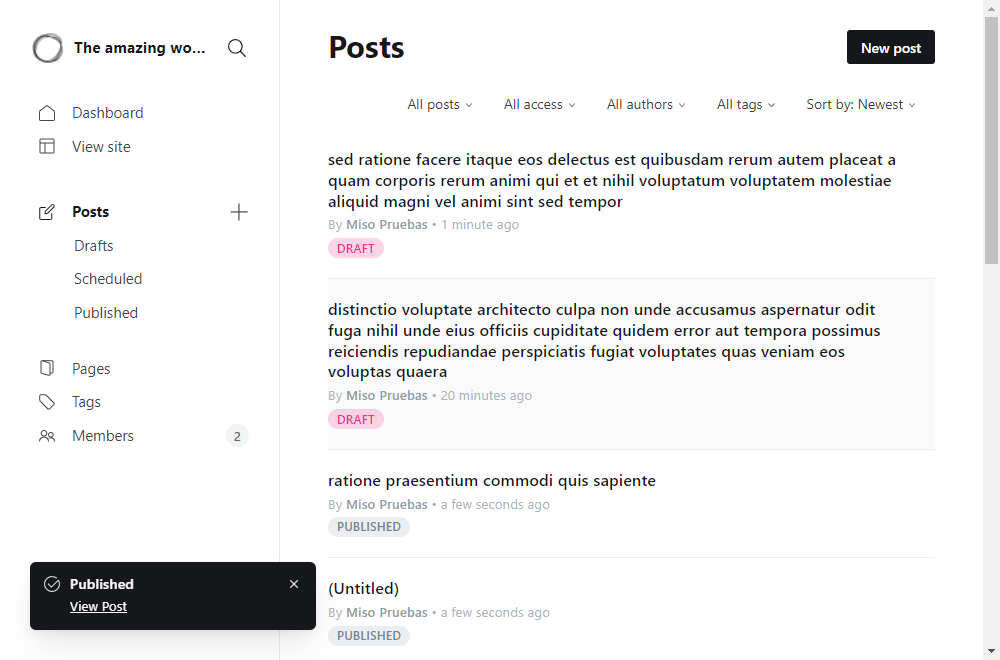 The amazing wo...
Dashboard
View site
Posts
Drafts
Scheduled
Published
Pages
Tags
Members
2
Published
View Post
Posts
New post
All posts
All access
All authors
All tags
Sort by: Newest
sed ratione facere itaque eos delectus est quibusdam rerum autem placeat a
quam corporis rerum animi qui et et nihil voluptatum voluptatem molestiae
aliquid magni vel animi sint sed tempor
By Miso Pruebas • 1 minute ago
DRAFT
distinctio voluptate architecto culpa non unde accusamus aspernatur odit
fuga nihil unde eius officiis cupiditate quidem error aut tempora possimus
reiciendis repudiandae perspiciatis fugiat voluptates quas veniam eos
voluptas quaera
By Miso Pruebas • 20 minutes ago
DRAFT
ratione praesentium commodi quis sapiente
By Miso Pruebas • a few seconds ago
PUBLISHED
(Untitled)
By Miso Pruebas • a few seconds ago
PUBLISHED